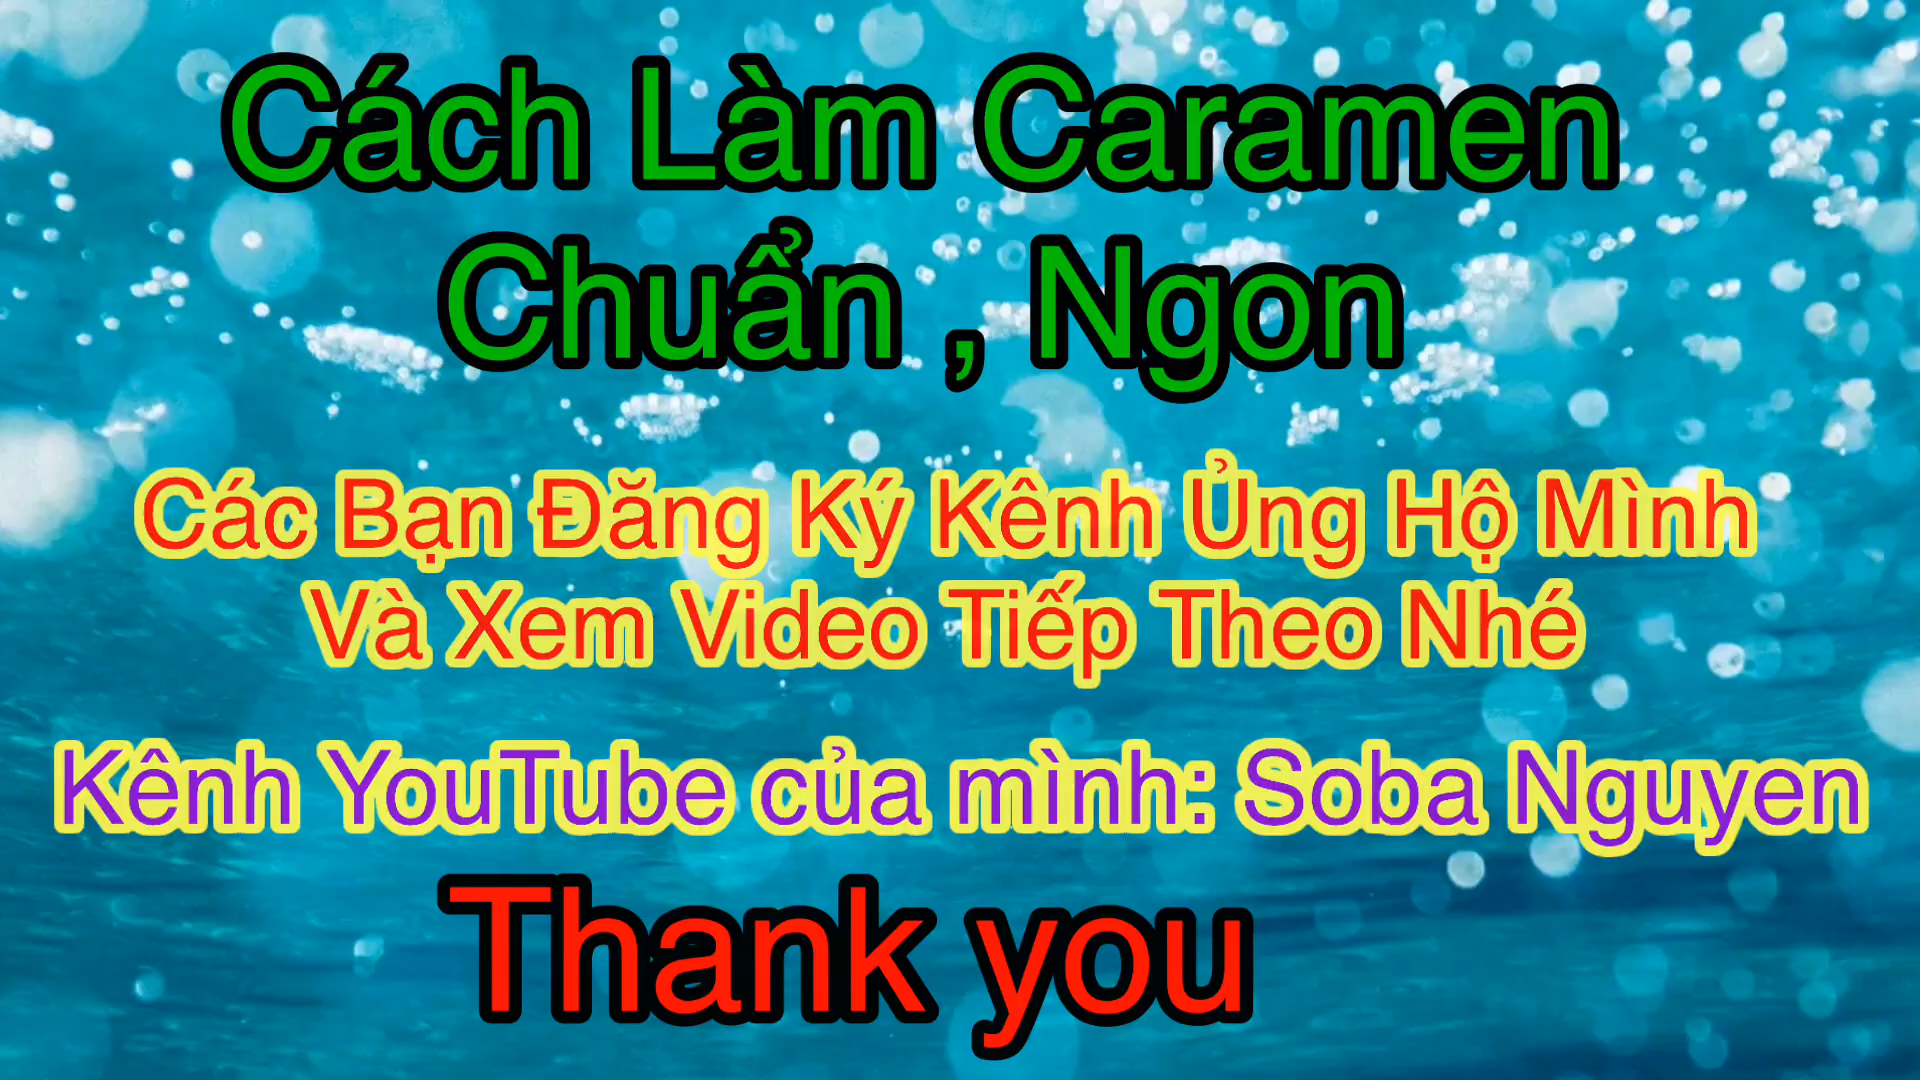 Cách Làm Caramen
Chuẩn , Ngon
Các Bạn Đăng Ký Kênh Ủng Hộ Mình
Và Xem Video Tiếp Theo Nhé
Kênh YouTube của mình: Soba Nguyen
Thank you